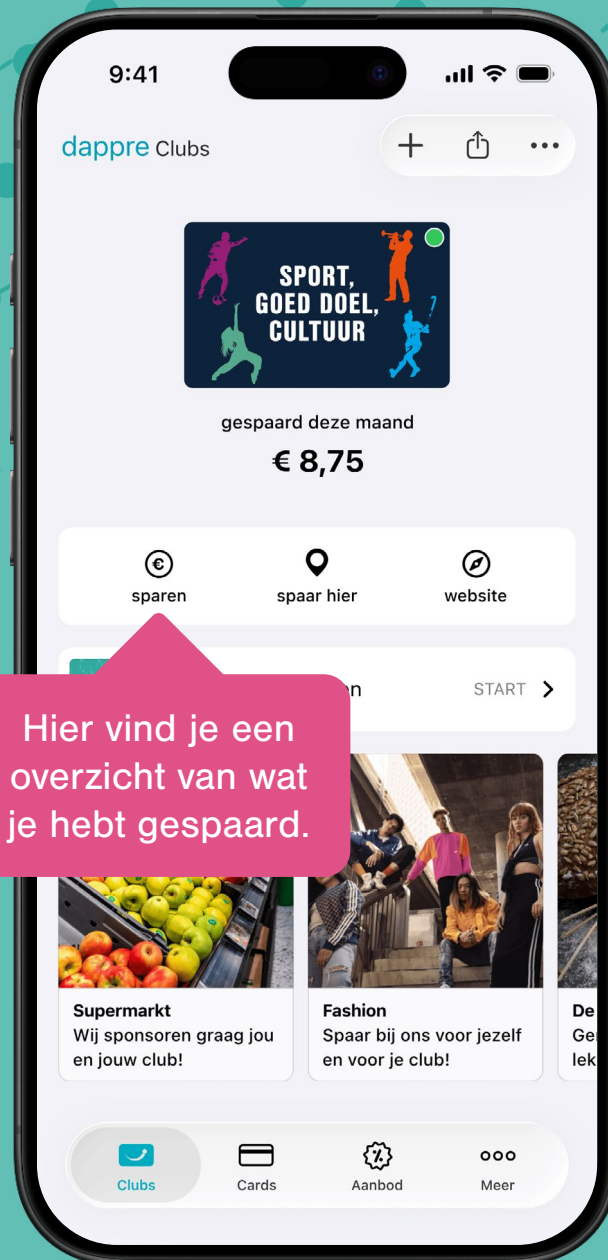 9:41
dappre Clubs
SPORT,
GOED DOEL,
CULTUUR
gespaard deze maand
€ 8,75
sparen
spaar hier
website
START
Hier vind je een
overzicht van wat
je hebt gespaard.
Supermarkt
Wij sponsoren graag jou
en jouw club!
Fashion
Spaar bij ons voor jezelf
en voor je club!
De
Clubs
Cards
Aanbod
Meer